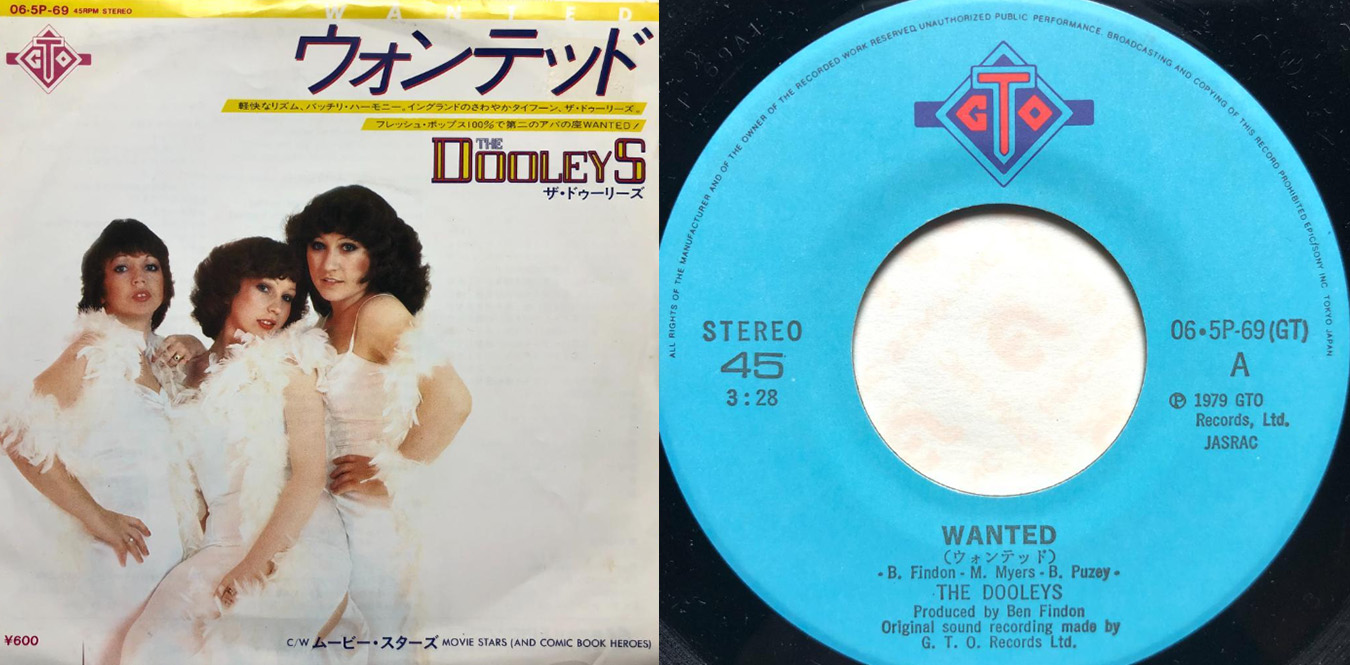 06·5P-69 45RPM STEREO
WANTED
GTO
ウォンテッド
軽快なリズム、バッチリ・ハーモニー。イングランドのさわやかタイフーン、ザ・ドゥーリーズ。
フレッシュ・ポップス100%で第二のアバの座WANTED!
THE
DOOLEYS
ザ・ドゥーリーズ
¥600
C/W ムービー・スターズ MOVIE STARS (AND COMIC BOOK HEROES)
ALL RIGHTS OF THE MANUFACTURER AND OF THE OWNER OF THE RECORDED WORK RESERVED. UNAUTHORIZED PUBLIC PERFORMANCE, BROADCASTING AND COPYING OF THIS RECORD PROHIBITED. EPIC/SONY INC. TOKYO JAPAN
GTO
STEREO
45
3:28
06•5P-69(GT)
A
Ⓟ 1979 GTO
Records, Ltd.
JASRAC
WANTED
(ウォンテッド)
•B. Findon - M. Myers - B. Puzey•
THE DOOLEYS
Produced by Ben Findon
Original sound recording made by
G. T. O. Records Ltd.